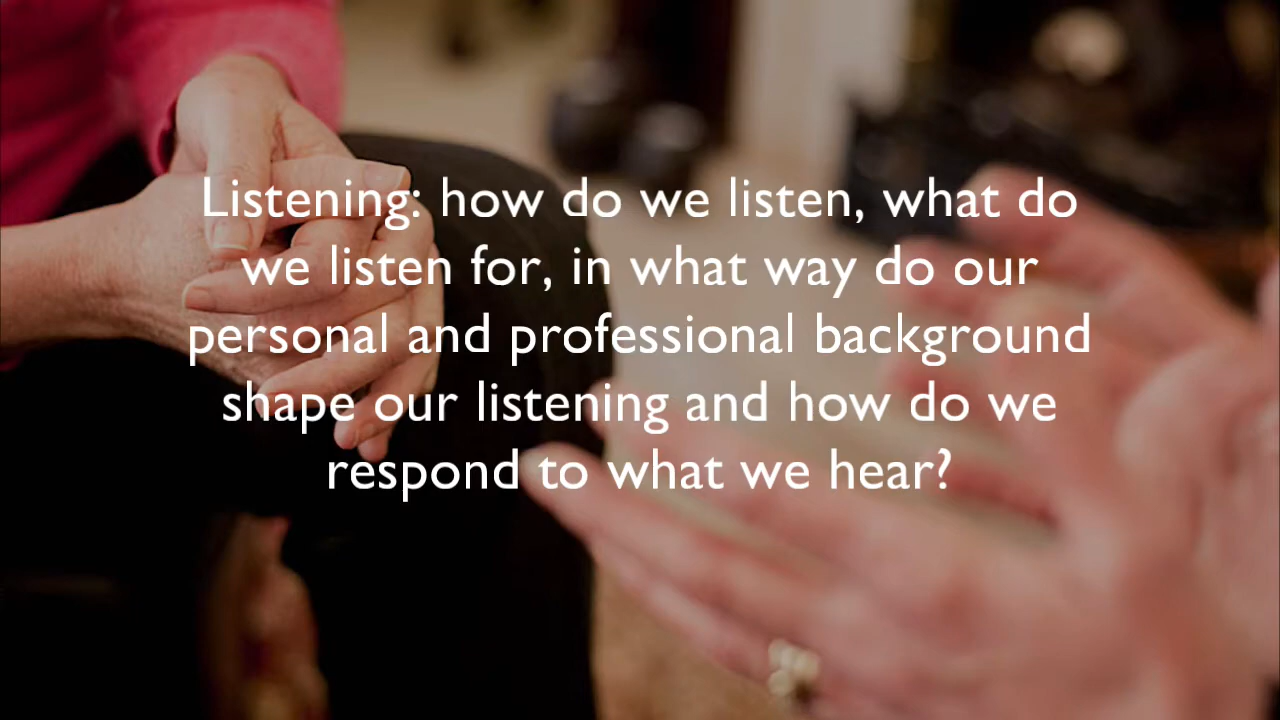 Listening: how do we listen, what do
we listen for, in what way do our
personal and professional background
shape our listening and how do we
respond to what we hear?